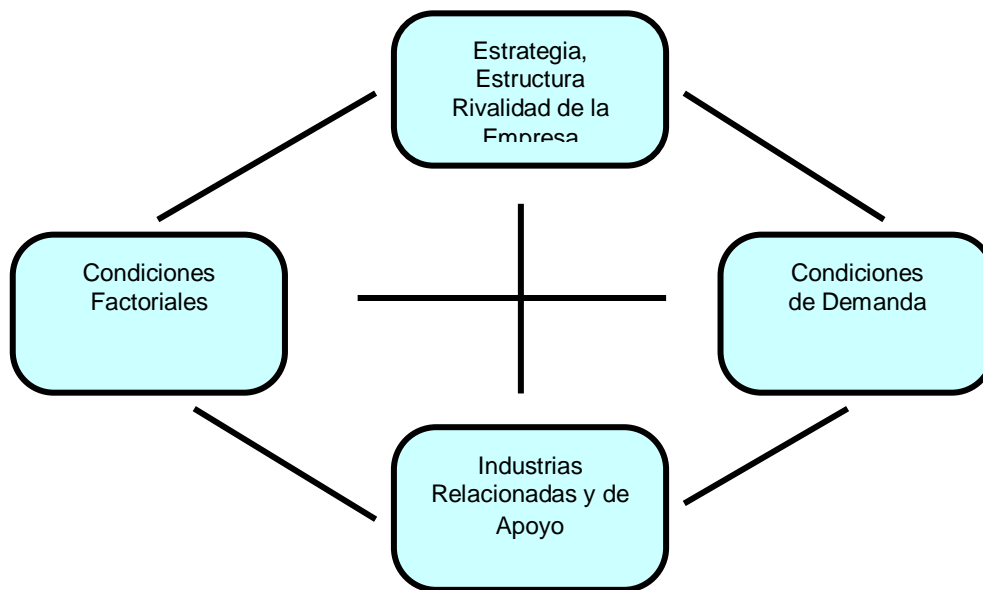 Estrategia,
Estructura
Rivalidad de la
Empresa
Condiciones
Factoriales
Condiciones
de Demanda
Industrias
Relacionadas y de
Apoyo